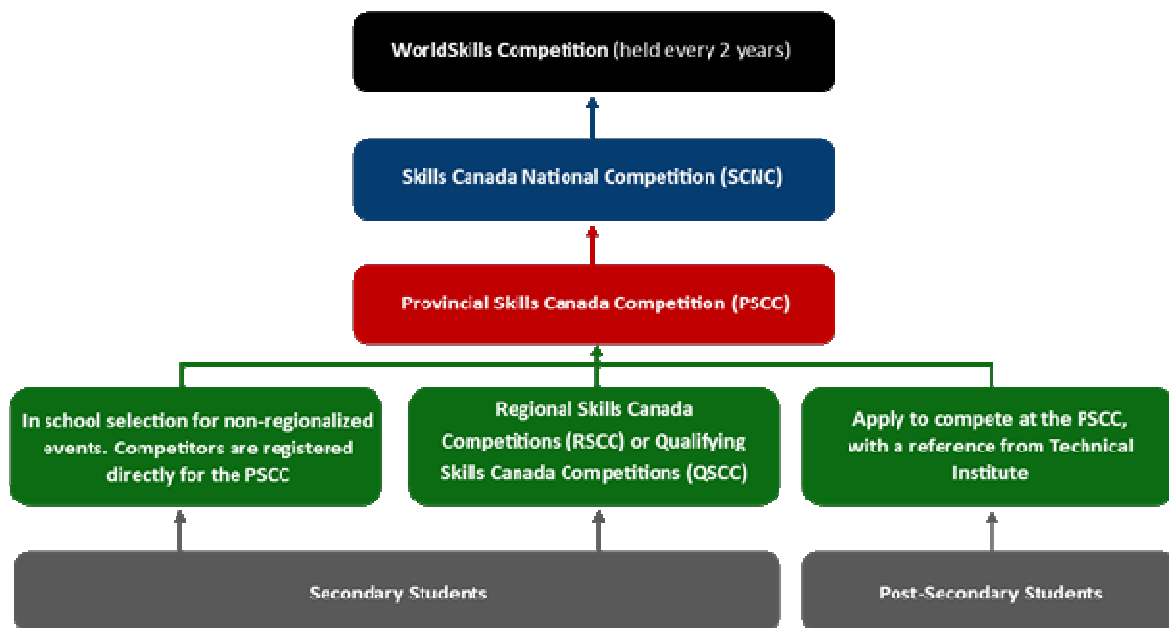 WorldSkills Competition (held every 2 years)
Skills Canada National Competition (SCNC)
Provincial Skills Canada Competition (PSCC)
In school selection for non-regionalized
events. Competitors are registered
directly for the PSCC
Regional Skills Canada
Competitions (RSCC) or Qualifying
Skills Canada Competitions (QSCC)
Apply to compete at the PSCC,
with a reference from Technical
Institute
Secondary Students
Post-Secondary Students